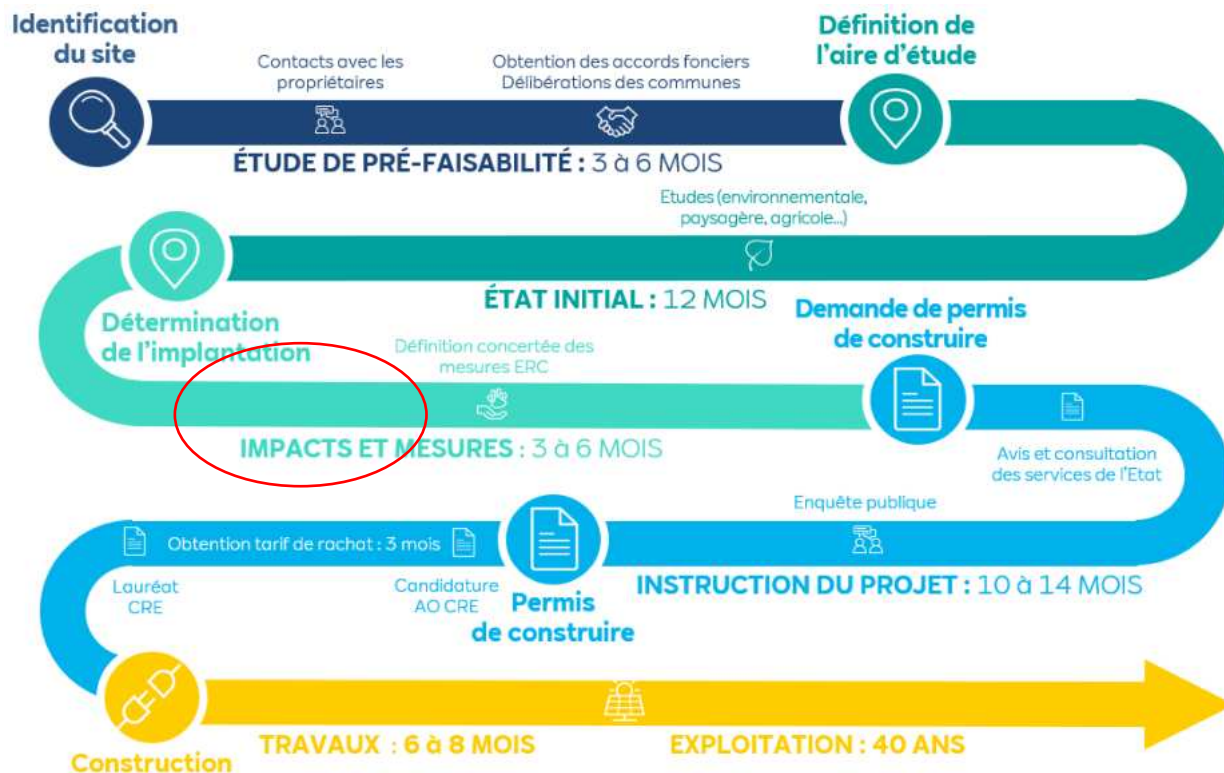 Identification
du site
Contacts avec les
propriétaires
Obtention des accords fonciers
Délibérations des communes
Définition de
l'aire d'étude
ÉTUDE DE PRÉ-FAISABILITÉ : 3 à 6 MOIS
Etudes (environnementale,
paysagère, agricole...)
ÉTAT INITIAL : 12 MOIS
Détermination
de l'implantation
Définition concertée des
mesures ERC
Demande de permis
de construire
IMPACTS ET MESURES : 3 à 6 MOIS
Avis et consultation
des services de l'Etat
Enquête publique
INSTRUCTION DU PROJET : 10 à 14 MOIS
Permis
de construire
Obtention tarif de rachat : 3 mois
Candidature
AO CRE
Lauréat
CRE
Construction
TRAVAUX : 6 à 8 MOIS
EXPLOITATION : 40 ANS